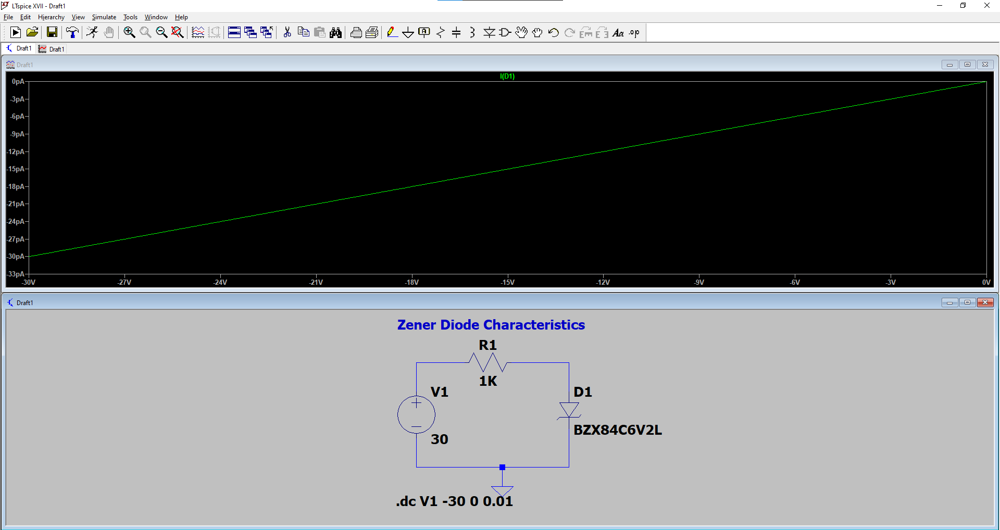 LTspice XVII - Draft1
File Edit Hierarchy View Simulate Tools Window Help
A Aa .op
Draft1 Draft1
Draft1
I(D1)
0pA
-3pA
-6pA
-9pA
-12pA
-15pA
-18pA
-21pA
-24pA
-27pA
-30pA
-33pA
-30V -27V -24V -21V -18V -15V -12V -9V -6V -3V 0V
Draft1
Zener Diode Characteristics
R1
1K
V1
D1
BZX84C6V2L
30
.dc V1 -30 0 0.01